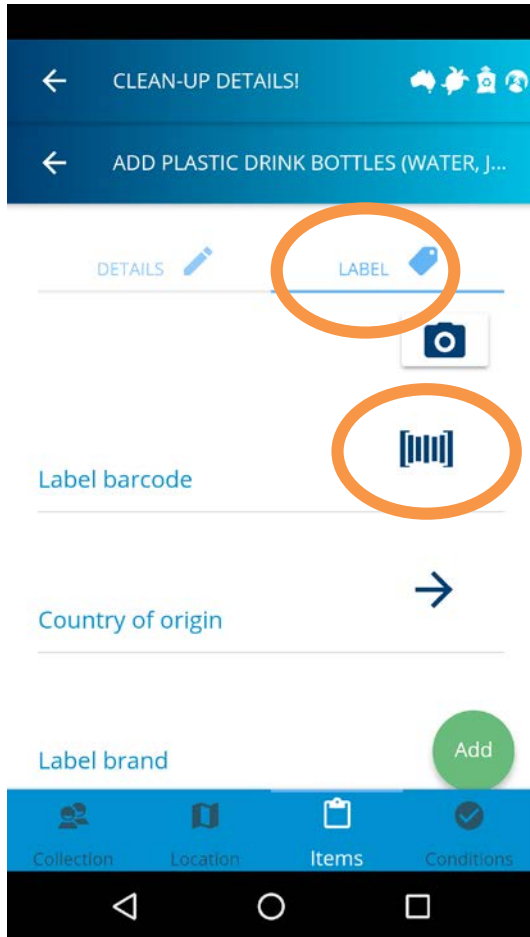 CLEAN-UP DETAILS!
ADD PLASTIC DRINK BOTTLES (WATER, J...
DETAILS LABEL
Label barcode
Country of origin
Label brand
Add
Collection Location Items Conditions